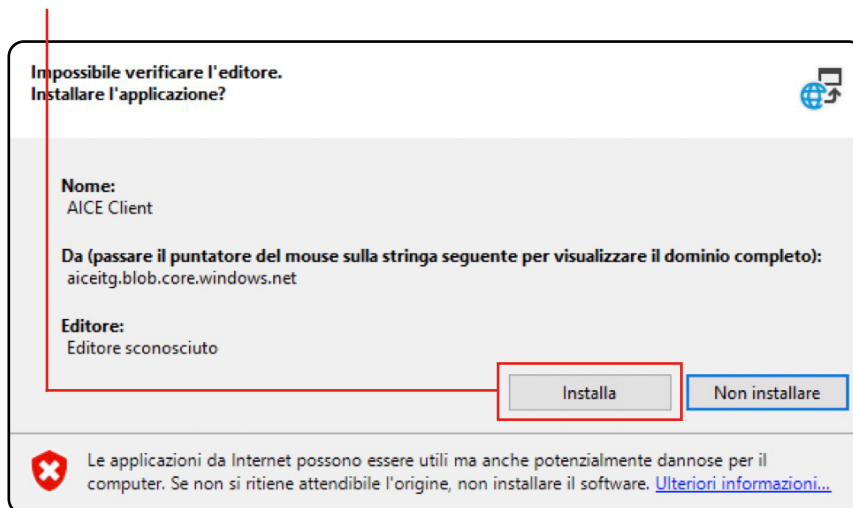 Impossibile verificare l'editore.
Installare l'applicazione?
Nome:
AICE Client
Da (passare il puntatore del mouse sulla stringa seguente per visualizzare il dominio completo):
aiceitg.blob.core.windows.net
Editore:
Editore sconosciuto
Installa
Non installare
Le applicazioni da Internet possono essere utili ma anche potenzialmente dannose per il
computer. Se non si ritiene attendibile l'origine, non installare il software. Ulteriori informazioni...